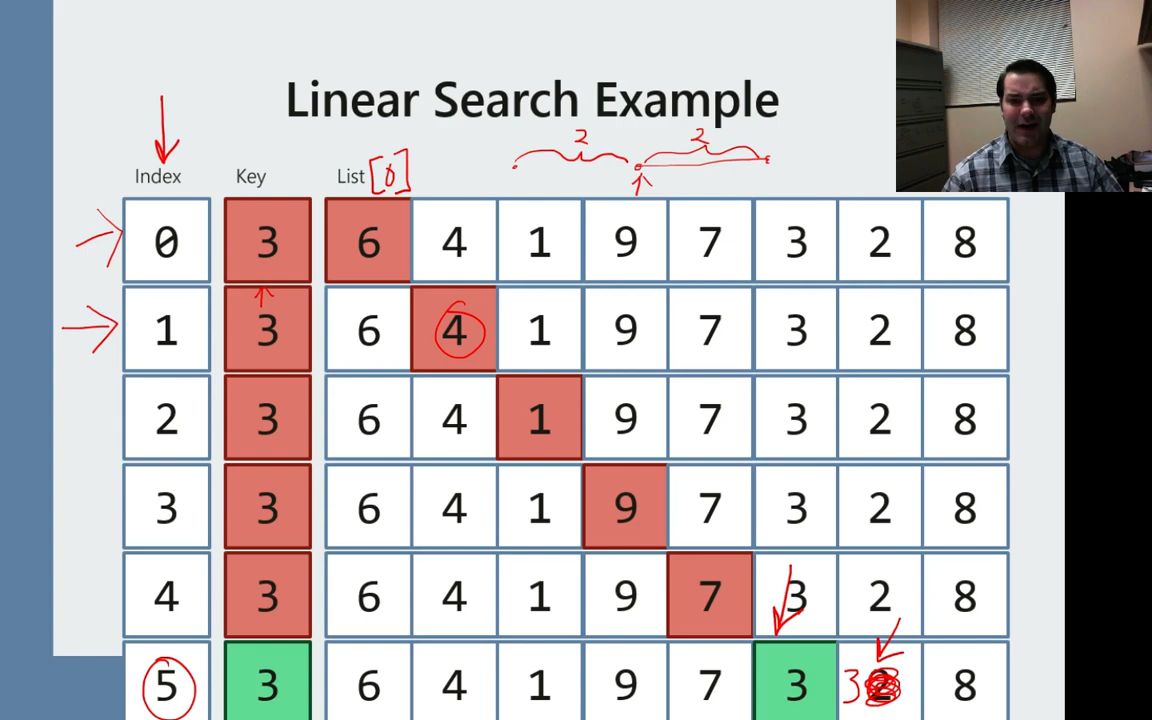 Linear Search Example
2 2
Index Key List [0]
0 3 6 4 1 9 7 3 2 8
1 3 6 4 1 9 7 3 2 8
2 3 6 4 1 9 7 3 2 8
3 3 6 4 1 9 7 3 2 8
4 3 6 4 1 9 7 3 2 8
5 3 6 4 1 9 7 3 3 8